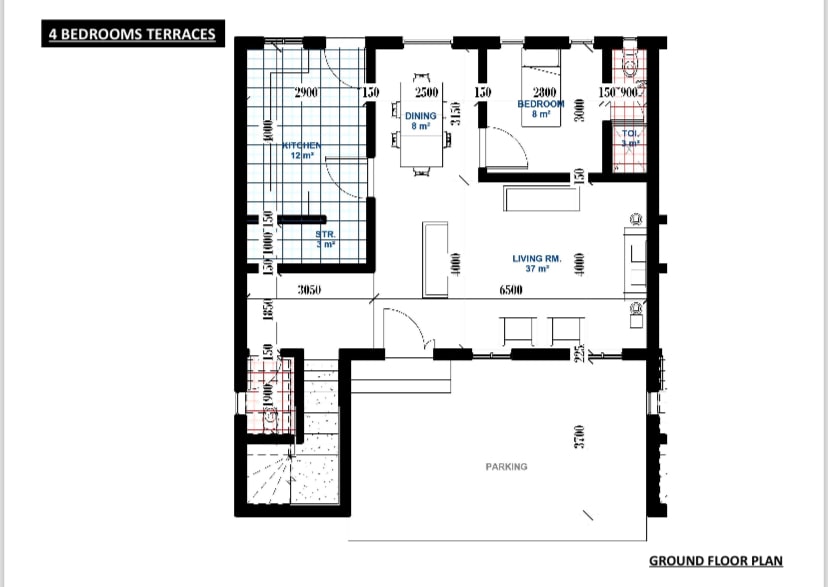 4 BEDROOMS TERRACES
2900
150
2500
150
2800
150
900
3150
3000
4000
DINING
8 m²
BEDROOM
8 m²
TOI.
3 m²
KITCHEN
12 m²
150
150
STR.
3 m²
1000
150
LIVING RM.
37 m²
4000
4000
3050
6500
1850
150
225
1900
3700
PARKING
GROUND FLOOR PLAN